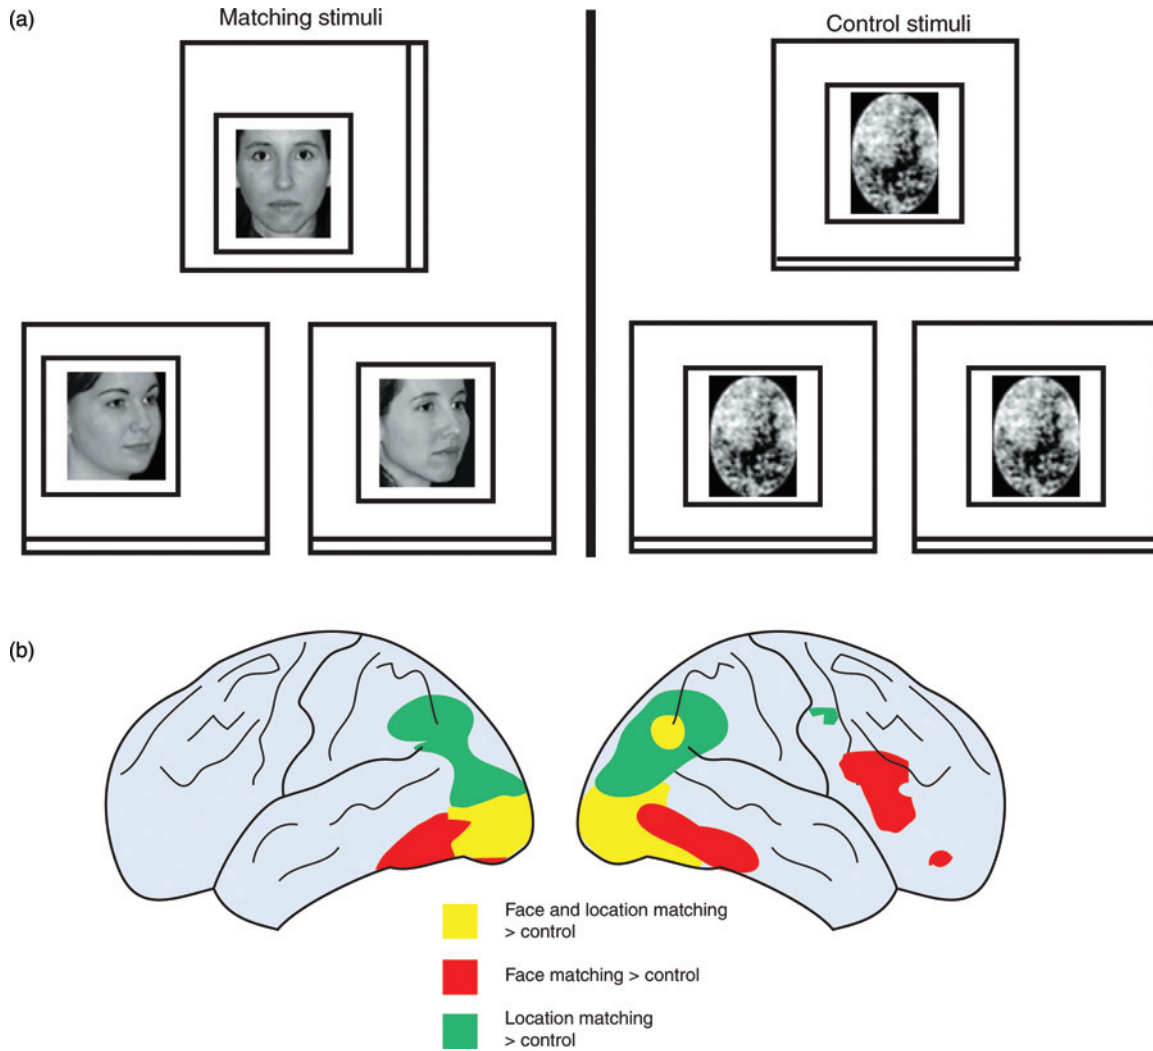 (a)
Matching stimuli
Control stimuli
(b)
Face and location matching
> control
Face matching > control
Location matching
> control